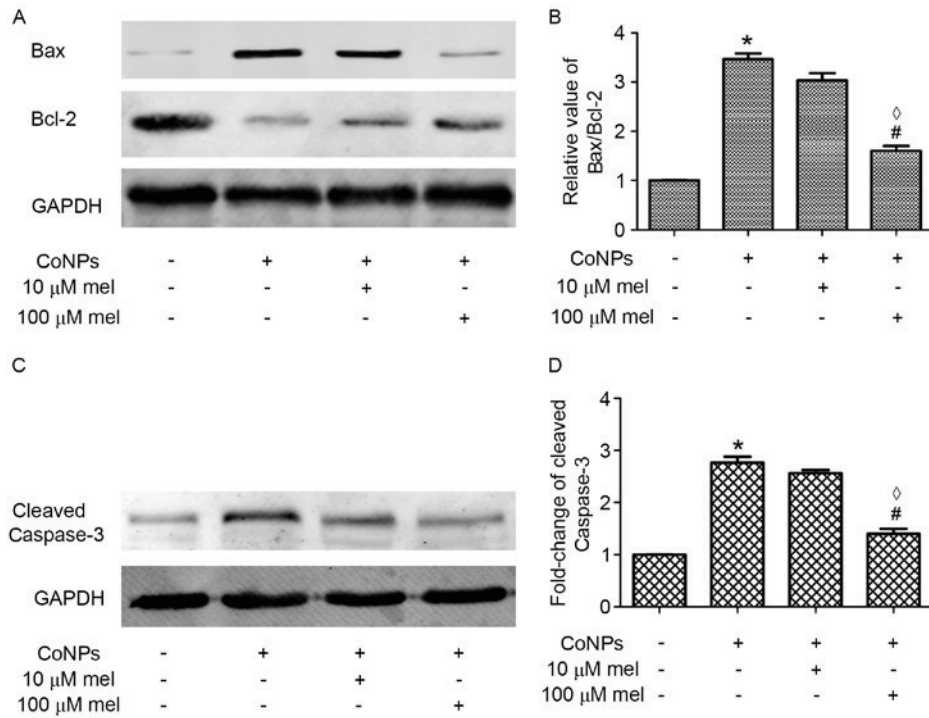 A
Bax
Bcl-2
GAPDH
CoNPs - + + +
10 μM mel - - + -
100 μM mel - - - +
B
Relative value of
Bax/Bcl-2
4
3
2
1
0
*
◊
#
CoNPs - + + +
10 μM mel - - + -
100 μM mel - - - +
C
Cleaved
Caspase-3
GAPDH
CoNPs - + + +
10 μM mel - - + -
100 μM mel - - - +
D
Fold-change of cleaved
Caspase-3
4
3
2
1
0
*
◊
#
CoNPs - + + +
10 μM mel - - + -
100 μM mel - - - +